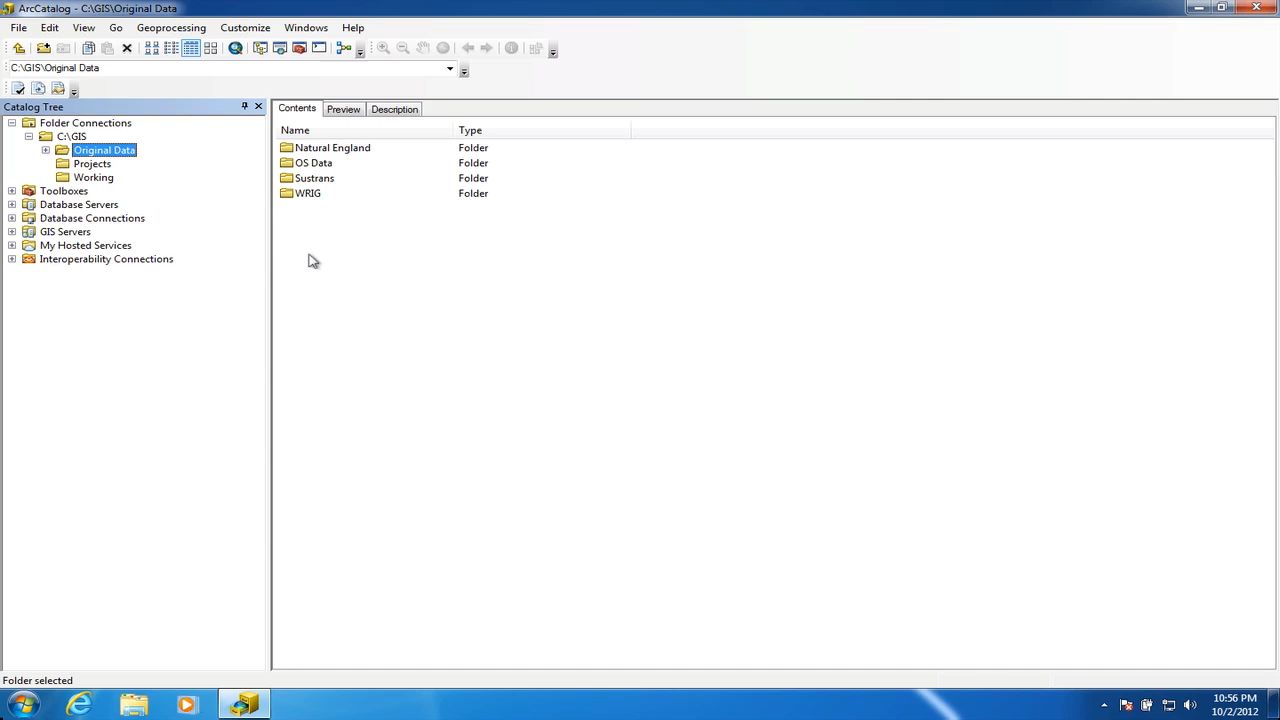 ArcCatalog - C:\GIS\Original Data
File Edit View Go Geoprocessing Customize Windows Help
C:\GIS\Original Data
Catalog Tree
Folder Connections
C:\GIS
Original Data
Projects
Working
Toolboxes
Database Servers
Database Connections
GIS Servers
My Hosted Services
Interoperability Connections
Contents Preview Description
Name Type
Natural England Folder
OS Data Folder
Sustrans Folder
WRIG Folder
Folder selected
10:56 PM
10/2/2012